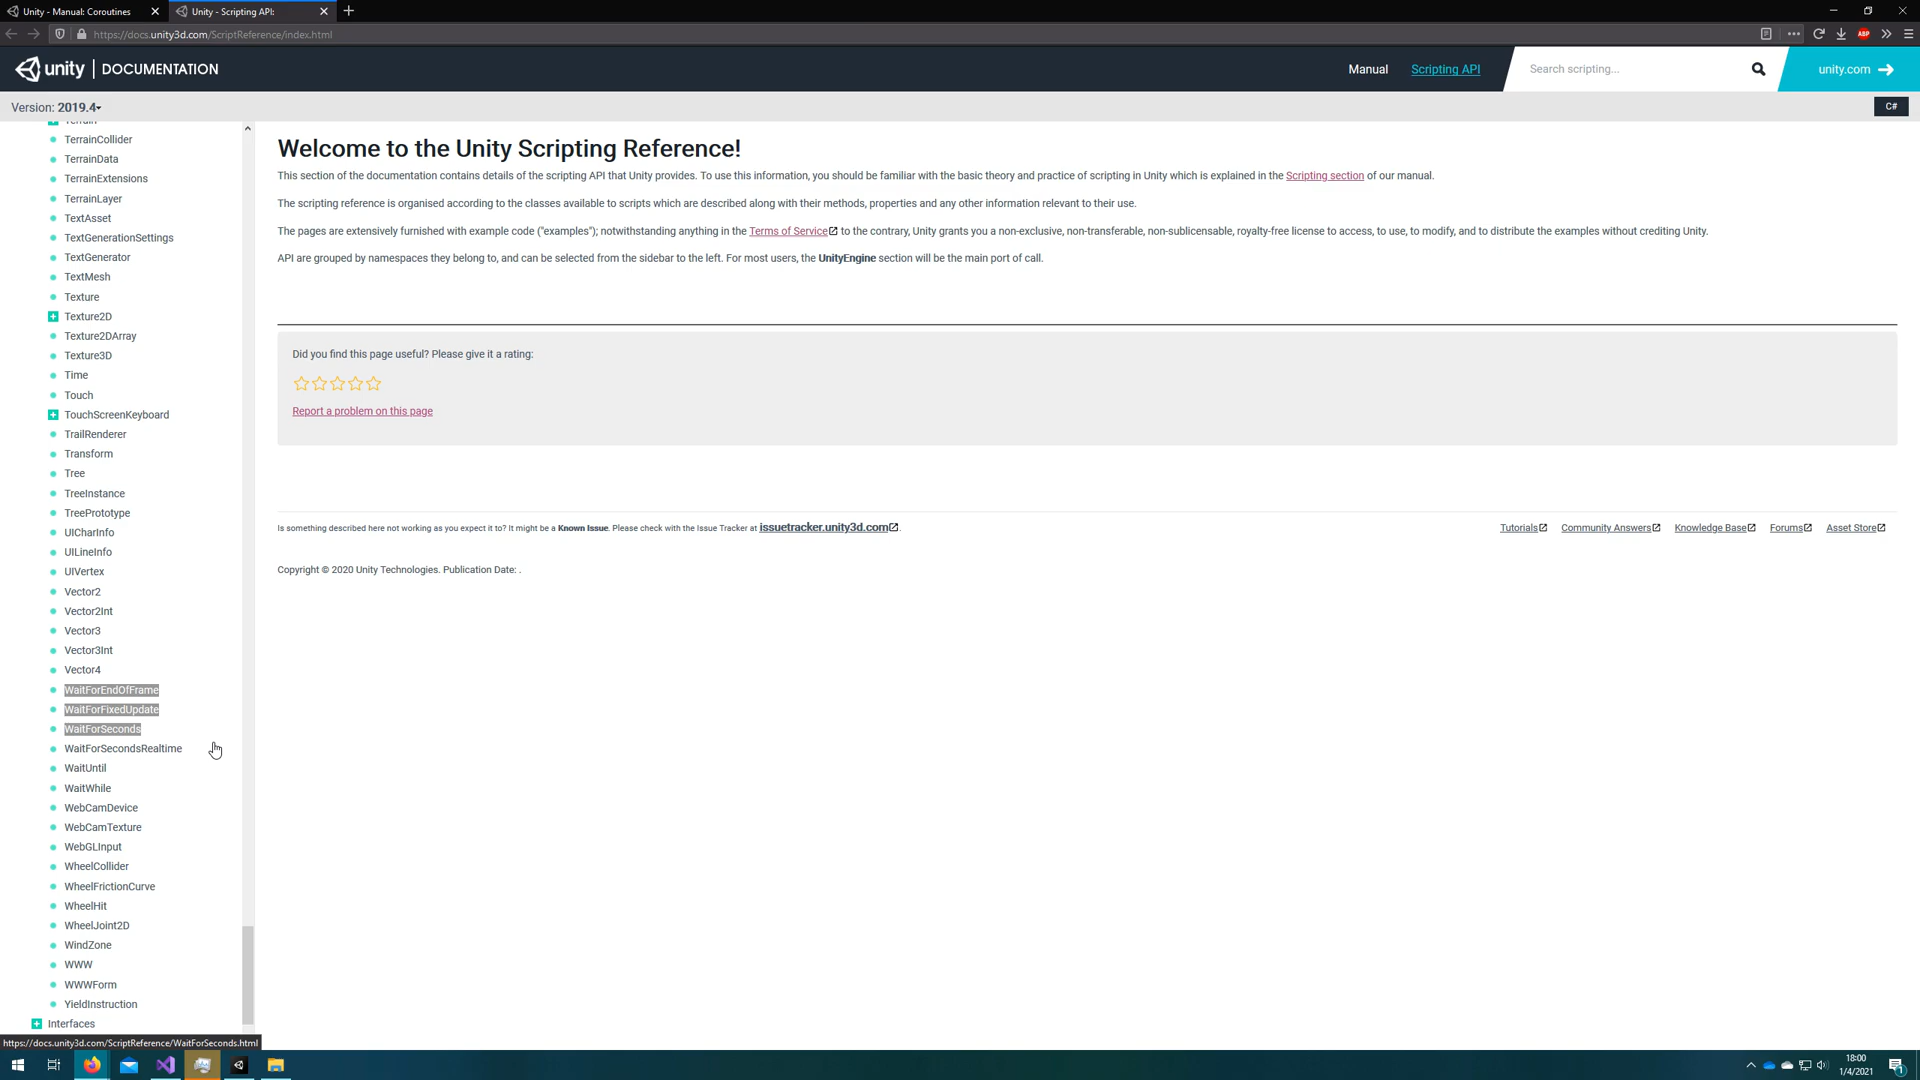 Unity - Manual: Coroutines
Unity - Scripting API:
https://docs.unity3d.com/ScriptReference/index.html
ABP
unity | DOCUMENTATION
Manual
Scripting API
Search scripting...
unity.com
Version: 2019.4
C#
Terrain
TerrainCollider
TerrainData
TerrainExtensions
TerrainLayer
TextAsset
TextGenerationSettings
TextGenerator
TextMesh
Texture
Texture2D
Texture2DArray
Texture3D
Time
Touch
TouchScreenKeyboard
TrailRenderer
Transform
Tree
TreeInstance
TreePrototype
UICharInfo
UILineInfo
UIVertex
Vector2
Vector2Int
Vector3
Vector3Int
Vector4
WaitForEndOfFrame
WaitForFixedUpdate
WaitForSeconds
WaitForSecondsRealtime
WaitUntil
WaitWhile
WebCamDevice
WebCamTexture
WebGLInput
WheelCollider
WheelFrictionCurve
WheelHit
WheelJoint2D
WindZone
WWW
WWWForm
YieldInstruction
Interfaces
Welcome to the Unity Scripting Reference!
This section of the documentation contains details of the scripting API that Unity provides. To use this information, you should be familiar with the basic theory and practice of scripting in Unity which is explained in the Scripting section of our manual.
The scripting reference is organised according to the classes available to scripts which are described along with their methods, properties and any other information relevant to their use.
The pages are extensively furnished with example code ("examples"); notwithstanding anything in the Terms of Service to the contrary, Unity grants you a non-exclusive, non-transferable, non-sublicensable, royalty-free license to access, to use, to modify, and to distribute the examples without crediting Unity.
API are grouped by namespaces they belong to, and can be selected from the sidebar to the left. For most users, the UnityEngine section will be the main port of call.
Did you find this page useful? Please give it a rating:
Report a problem on this page
Is something described here not working as you expect it to? It might be a Known Issue. Please check with the Issue Tracker at issuetracker.unity3d.com.
Tutorials Community Answers Knowledge Base Forums Asset Store
Copyright © 2020 Unity Technologies. Publication Date: .
https://docs.unity3d.com/ScriptReference/WaitForSeconds.html
18:00
1/4/2021
1